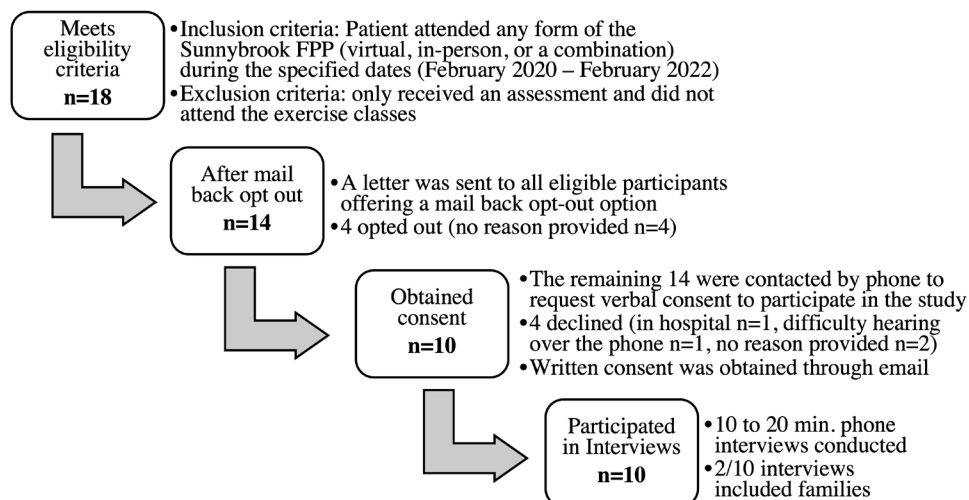 Meets
eligibility
criteria
n=18
•Inclusion criteria: Patient attended any form of the
Sunnybrook FPP (virtual, in-person, or a combination)
during the specified dates (February 2020 – February 2022)
•Exclusion criteria: only received an assessment and did not
attend the exercise classes
After mail
back opt out
n=14
•A letter was sent to all eligible participants
offering a mail back opt-out option
•4 opted out (no reason provided n=4)
Obtained
consent
n=10
•The remaining 14 were contacted by phone to
request verbal consent to participate in the study
•4 declined (in hospital n=1, difficulty hearing
over the phone n=1, no reason provided n=2)
•Written consent was obtained through email
Participated
in Interviews
n=10
•10 to 20 min. phone
interviews conducted
•2/10 interviews
included families